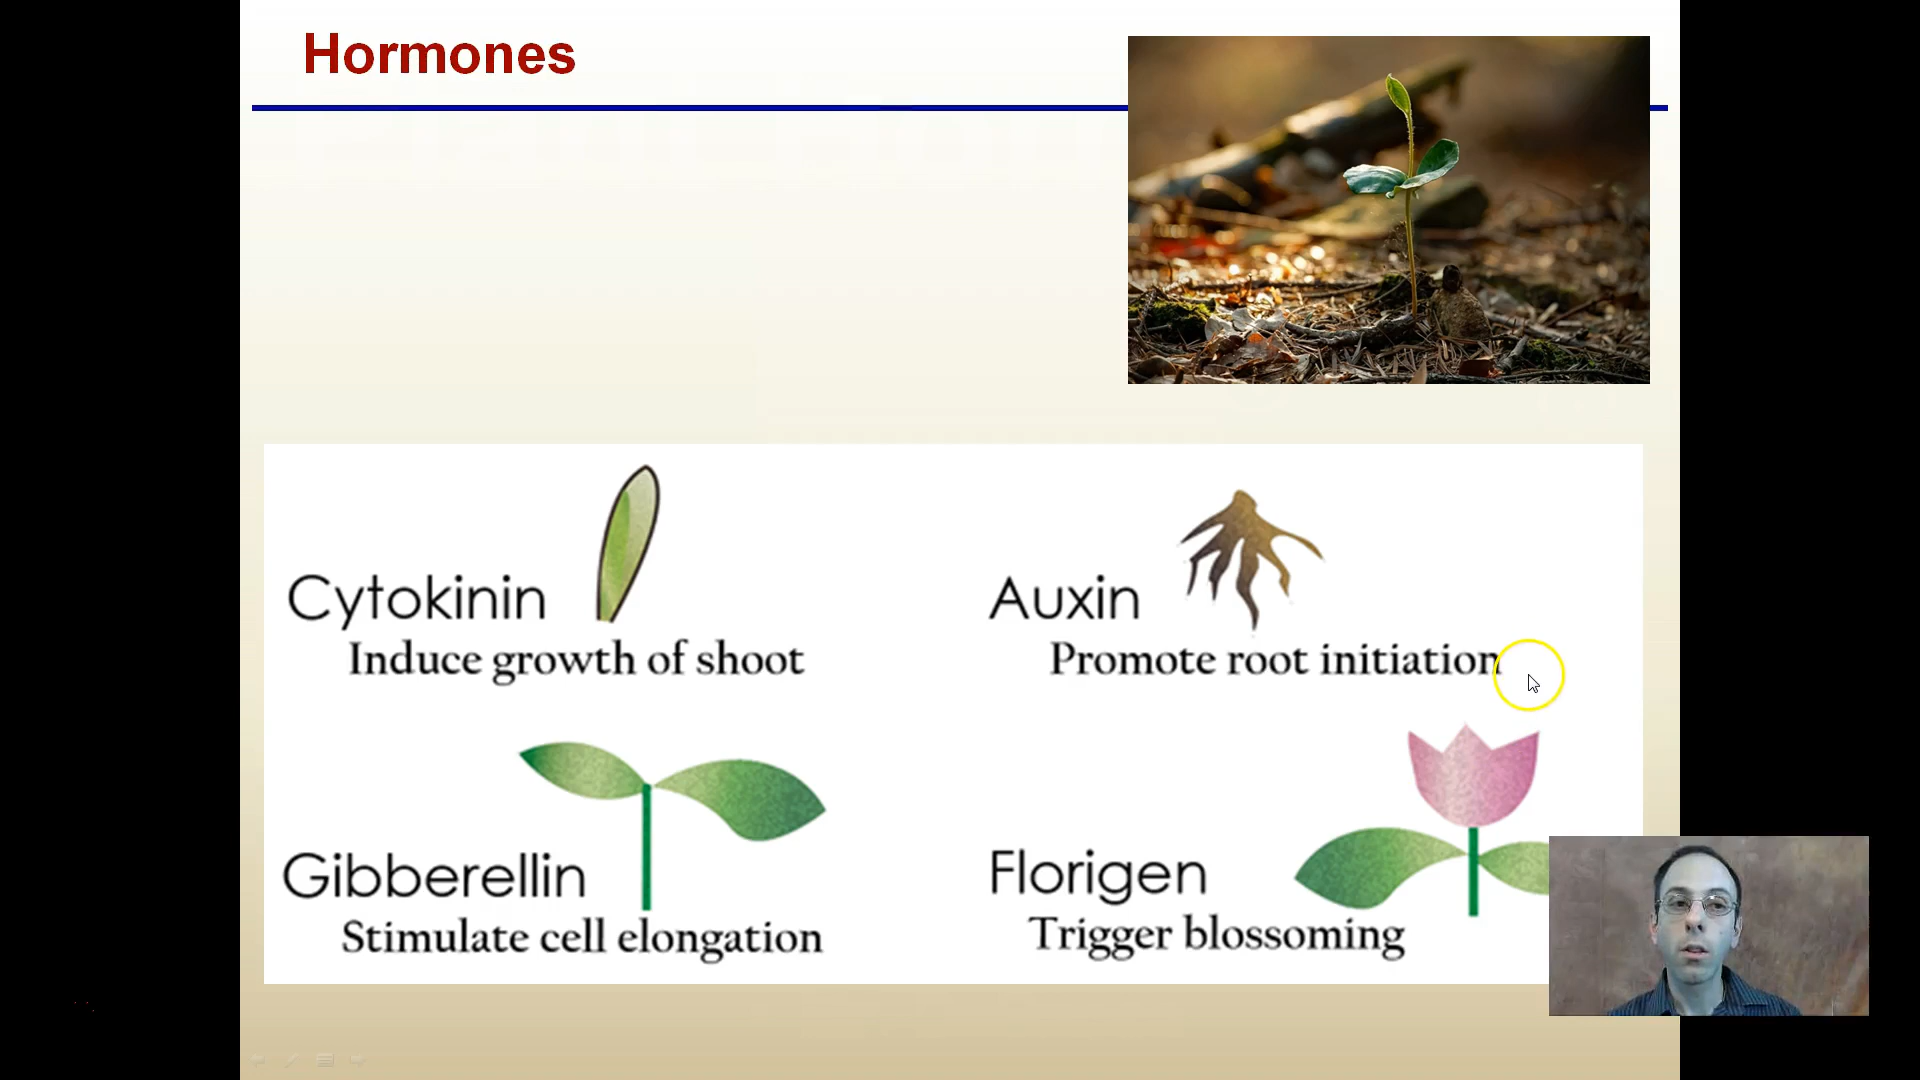 Hormones
Cytokinin
Induce growth of shoot
Auxin
Promote root initiation
Gibberellin
Stimulate cell elongation
Florigen
Trigger blossoming